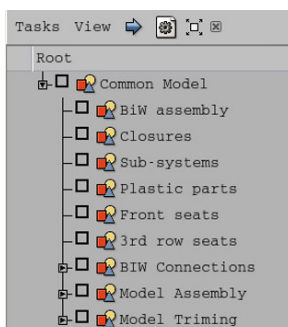 Tasks View
Root
Common Model
BiW assembly
Closures
Sub-systems
Plastic parts
Front seats
3rd row seats
BIW Connections
Model Assembly
Model Triming